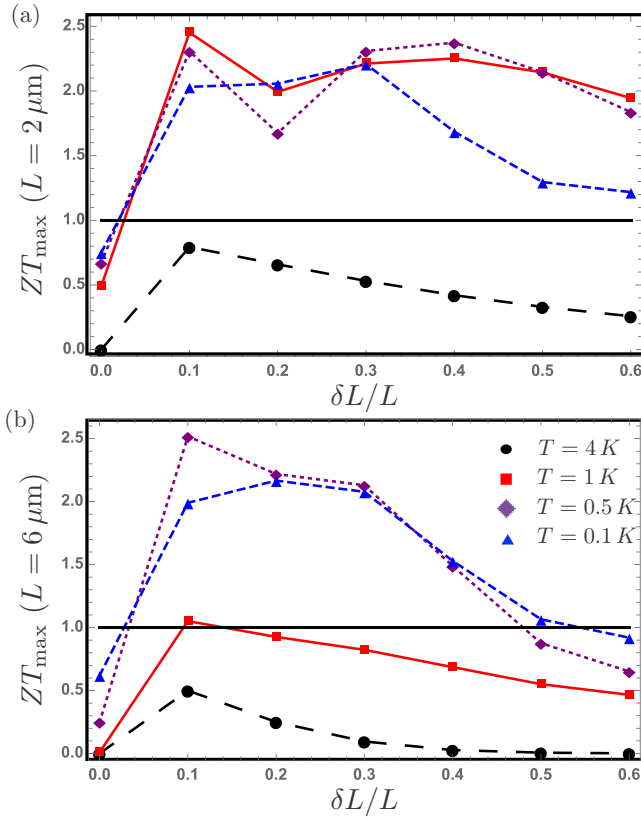 (a)
ZT_max (L = 2 μm)
2.5
2.0
1.5
1.0
0.5
0.0
0.0 0.1 0.2 0.3 0.4 0.5 0.6
δL/L
(b)
ZT_max (L = 6 μm)
2.5
2.0
1.5
1.0
0.5
0.0
T = 4 K
T = 1 K
T = 0.5 K
T = 0.1 K
0.0 0.1 0.2 0.3 0.4 0.5 0.6
δL/L